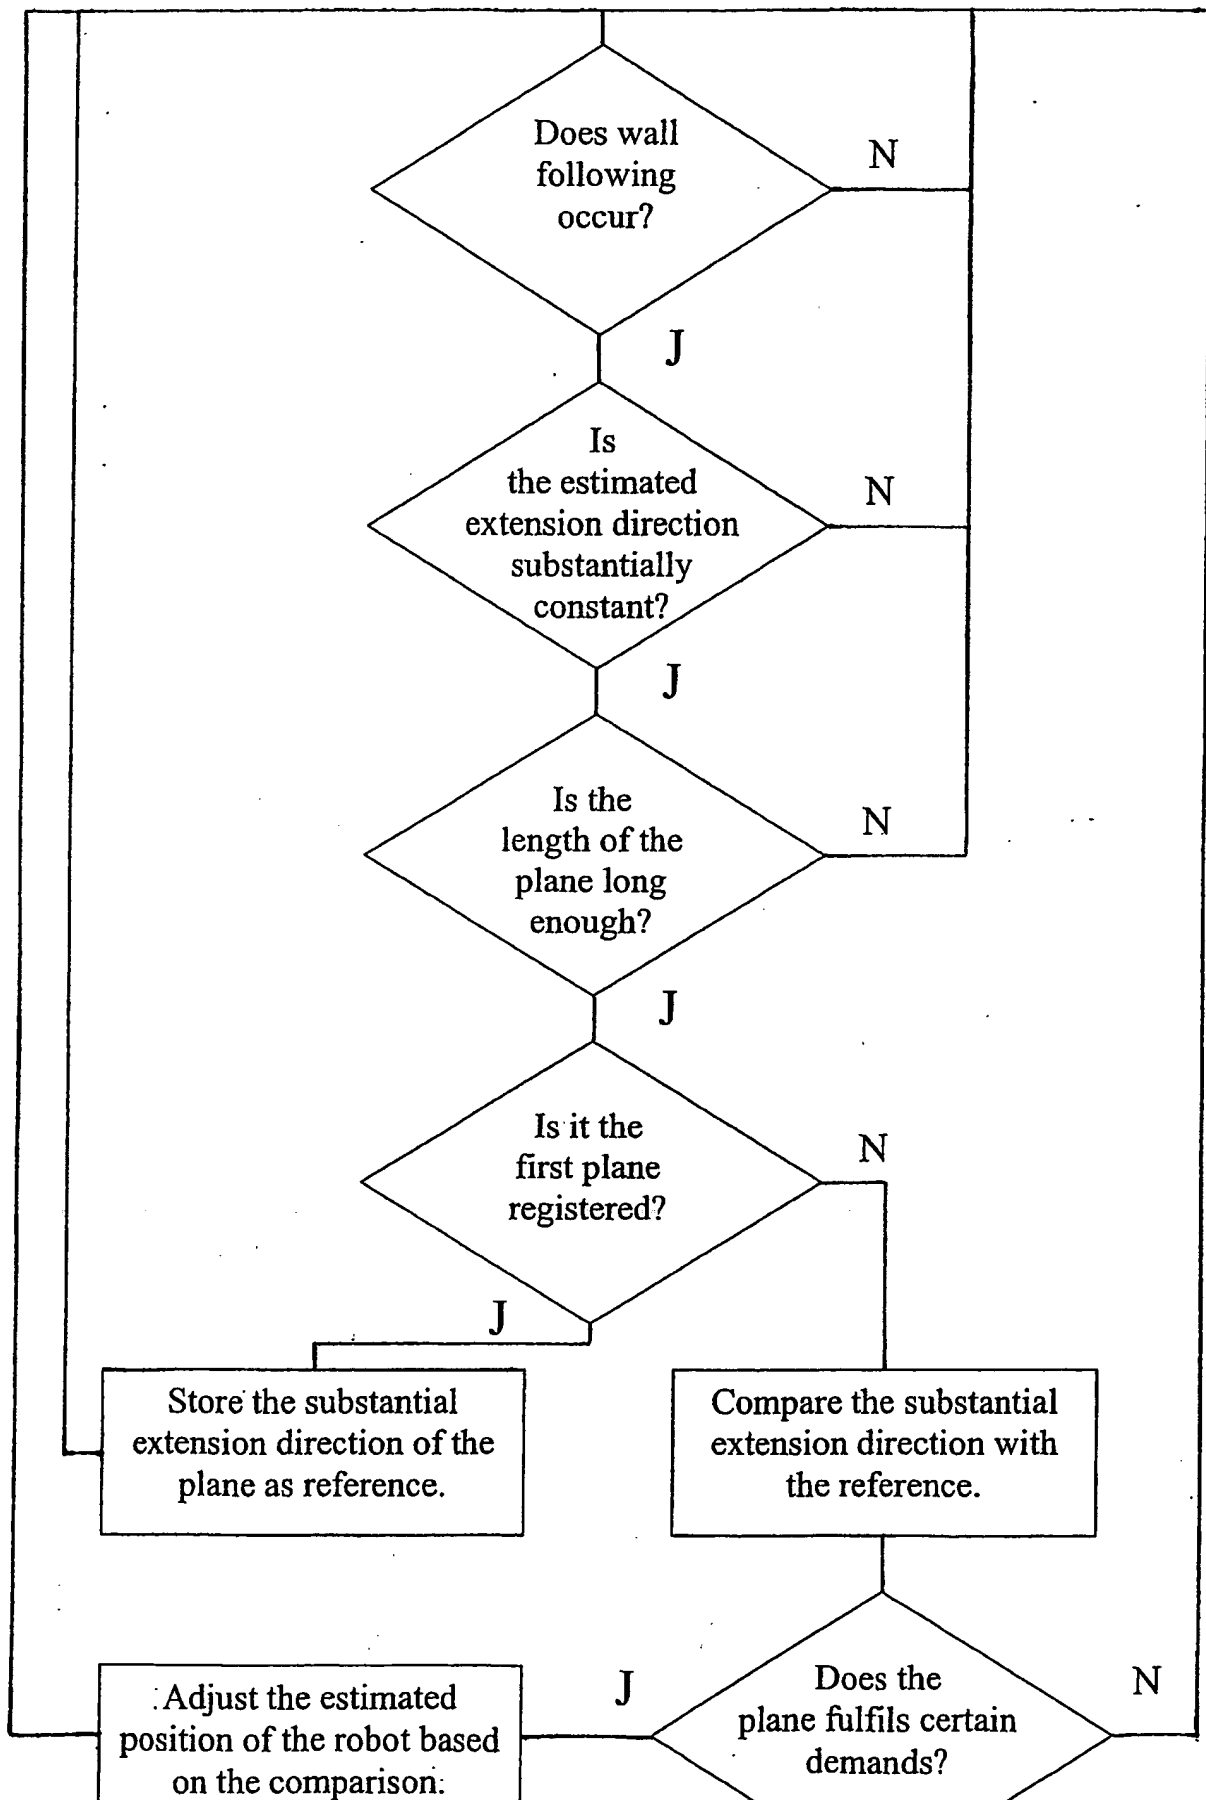 Does wall
following
occur?
N
J
Is
the estimated
extension direction
substantially
constant?
N
J
Is the
length of the
plane long
enough?
N
J
Is it the
first plane
registered?
N
J
Store the substantial
extension direction of the
plane as reference.
Compare the substantial
extension direction with
the reference.
Adjust the estimated
position of the robot based
on the comparison.
J
Does the
plane fulfils certain
demands?
N